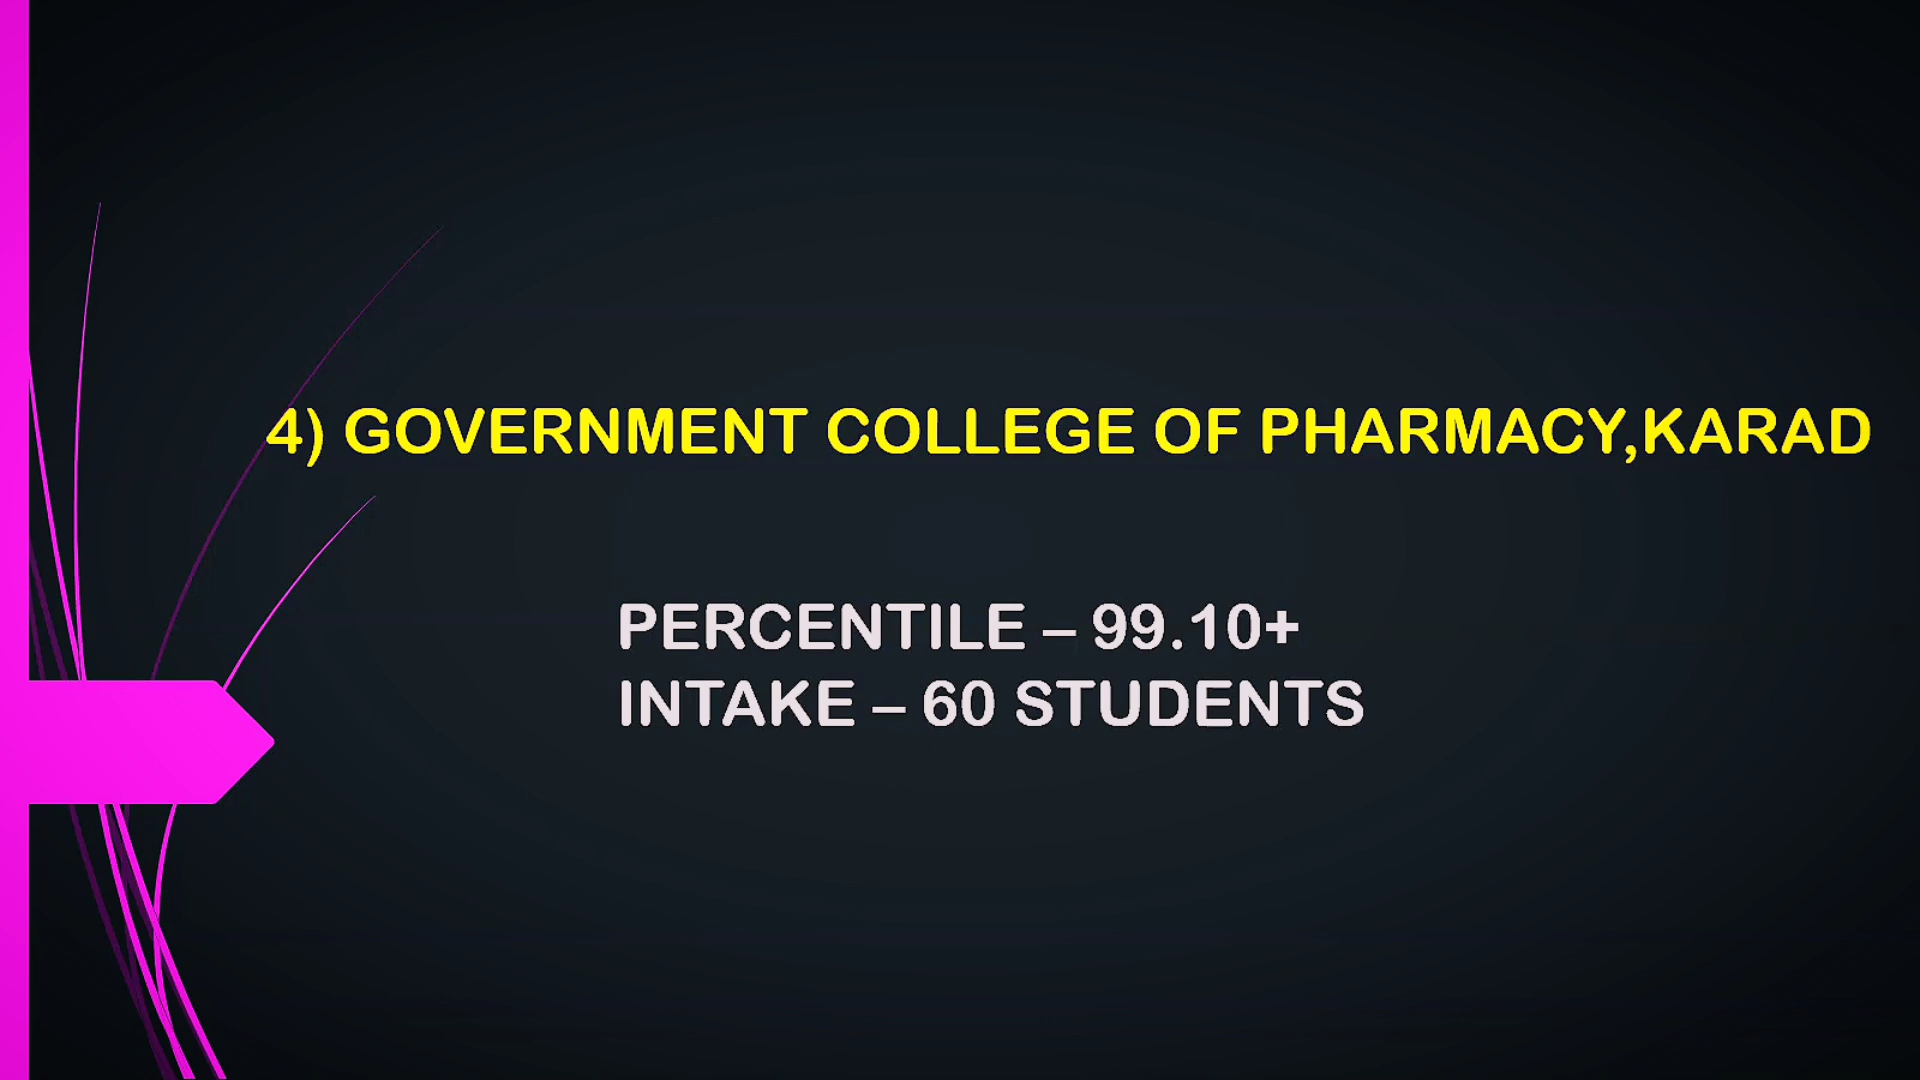 4) GOVERNMENT COLLEGE OF PHARMACY,KARAD
PERCENTILE – 99.10+
INTAKE – 60 STUDENTS